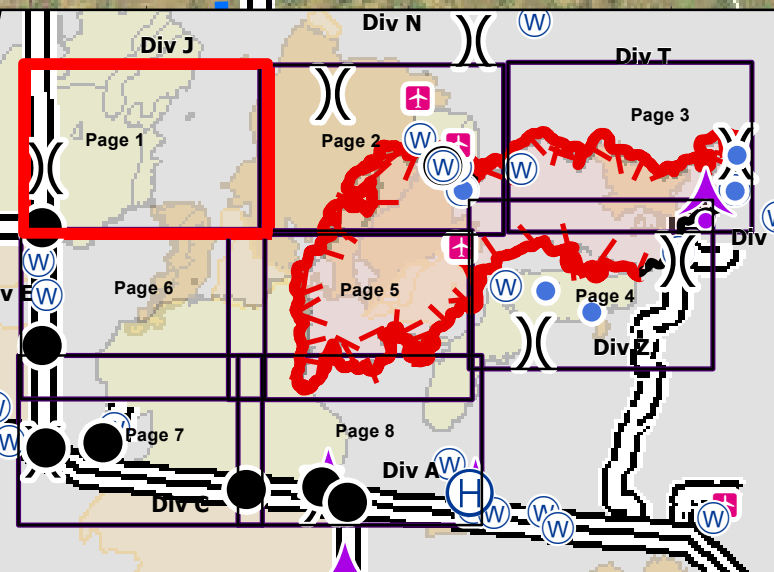 Div N
W
Div J
Div T
Page 3
Page 1
Page 2
W
W
W
W
Div
W
v E
W
Page 6
Page 5
W
Page 4
Div Z
W
W
W
Page 7
Page 8
Div A
W
H
Div C
W
W
W
W